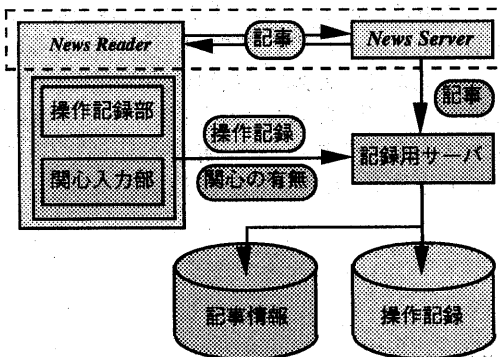 News Reader
記事
News Server
操作記録部
関心入力部
操作記録
関心の有無
記事
記録用サーバ
記事情報
操作記録